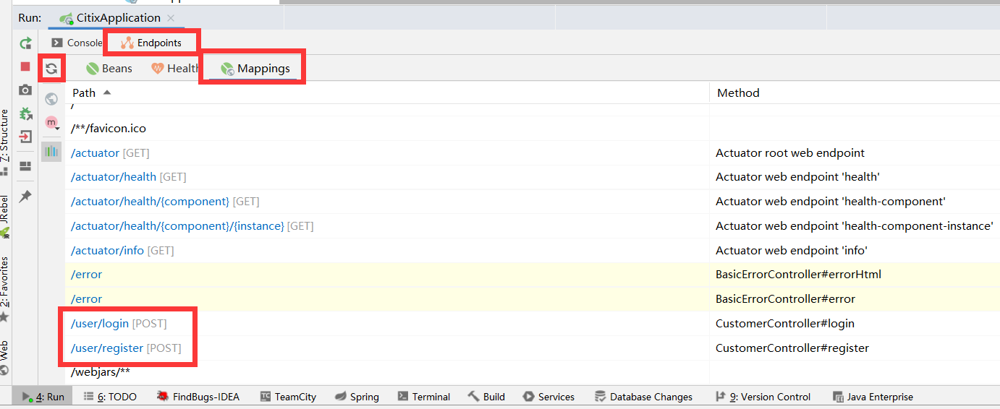 Run: CitixApplication
Console Endpoints
Beans Health Mappings
Path Method
/
/**/favicon.ico
/actuator [GET] Actuator root web endpoint
/actuator/health [GET] Actuator web endpoint 'health'
/actuator/health/{component} [GET] Actuator web endpoint 'health-component'
/actuator/health/{component}/{instance} [GET] Actuator web endpoint 'health-component-instance'
/actuator/info [GET] Actuator web endpoint 'info'
/error BasicErrorController#errorHtml
/error BasicErrorController#error
/user/login [POST] CustomerController#login
/user/register [POST] CustomerController#register
/webjars/**
Z: Structure
JRebel
2: Favorites
Web
4: Run 6: TODO FindBugs-IDEA TeamCity Spring Terminal Build Services Database Changes 9: Version Control Java Enterprise